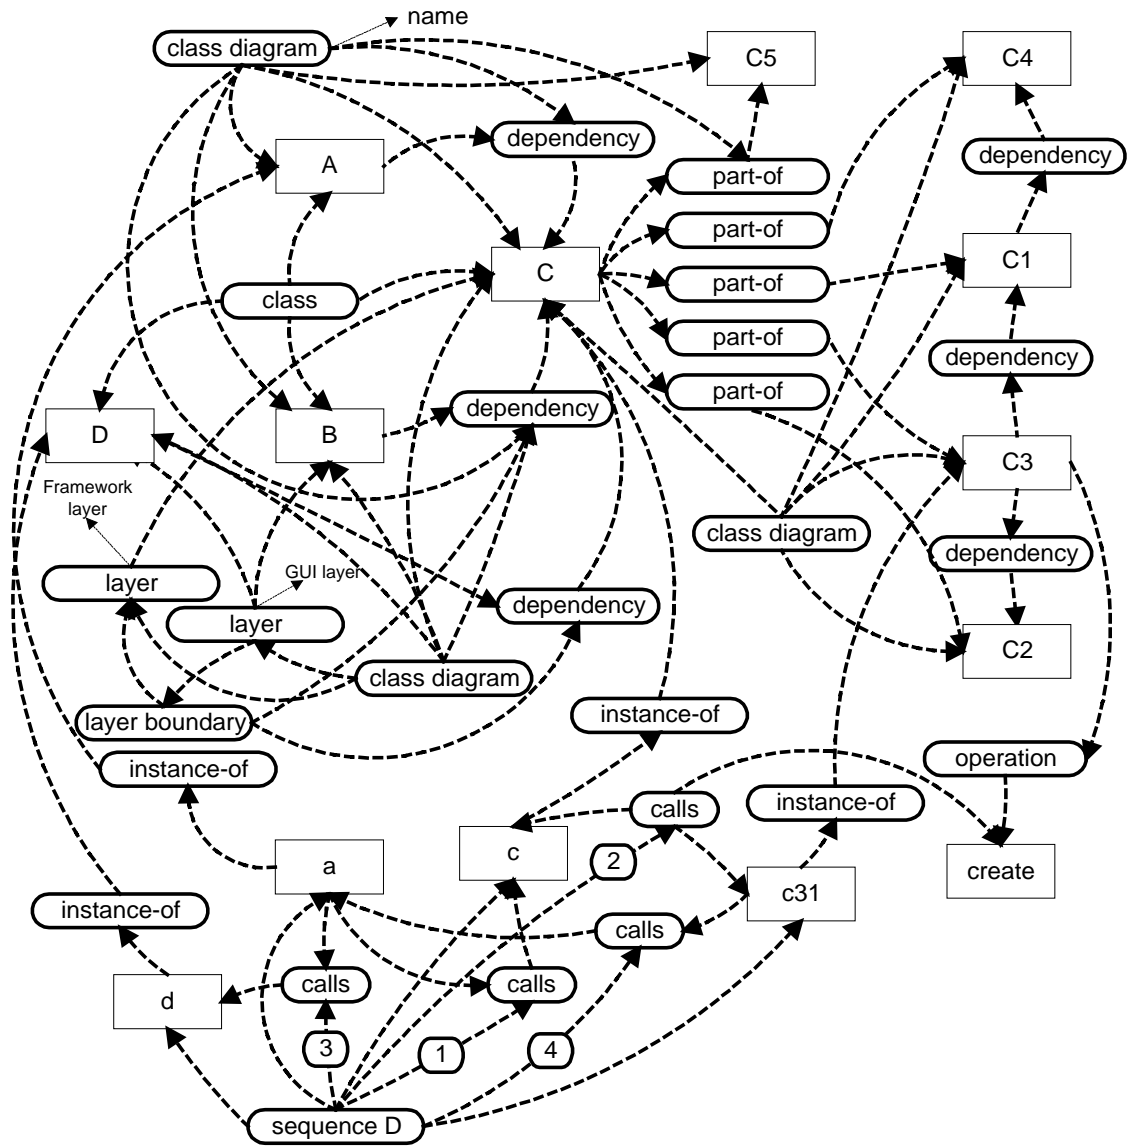 name
class diagram
C5
C4
dependency
dependency
A
part-of
part-of
C
C1
class
part-of
part-of
dependency
part-of
dependency
D
B
C3
Framework
layer
class diagram
dependency
layer
GUI layer
dependency
layer
C2
class diagram
layer boundary
instance-of
operation
instance-of
calls
instance-of
c
2
a
create
c31
instance-of
calls
calls
calls
d
3
1
4
sequence D